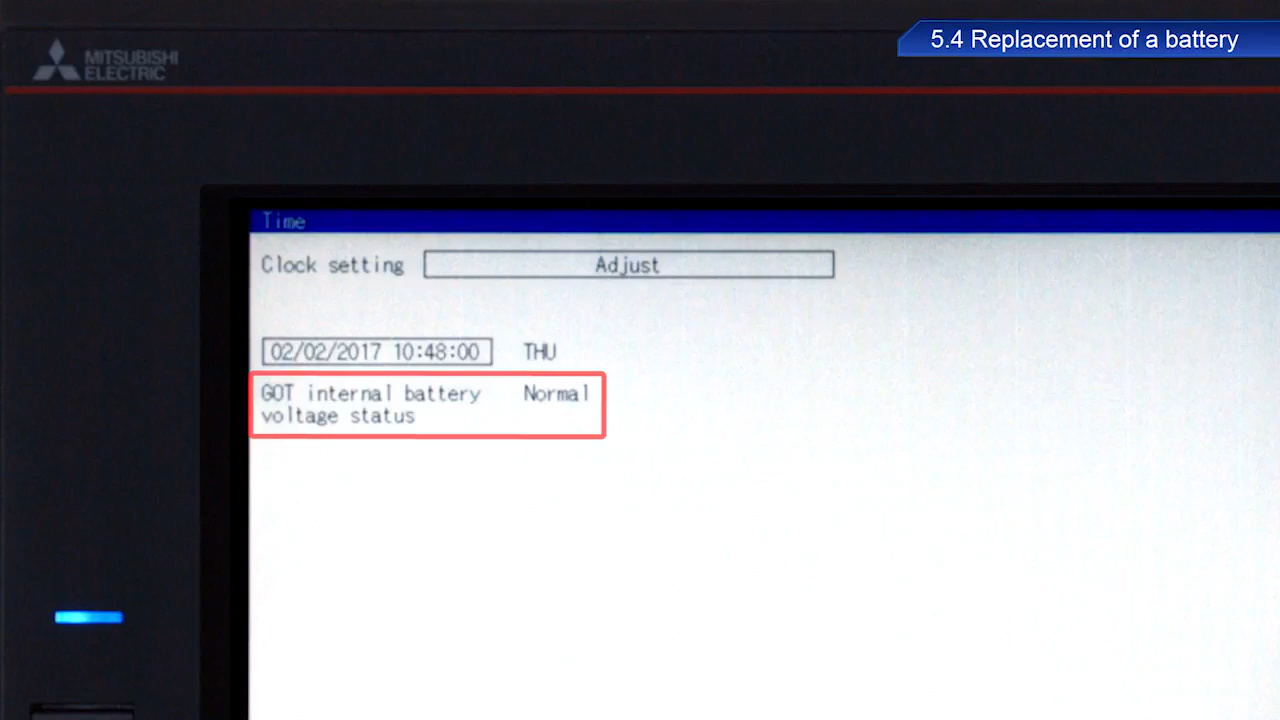 5.4 Replacement of a battery
MITSUBISHI
ELECTRIC
Time
Clock setting Adjust
02/02/2017 10:48:00 THU
GOT internal battery Normal
voltage status